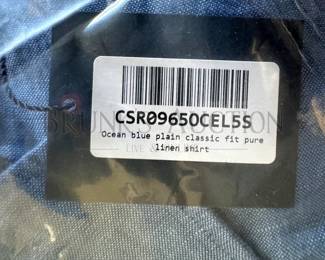 CSR09650CEL5S
Ocean blue plain classic fit pure
linen shirt